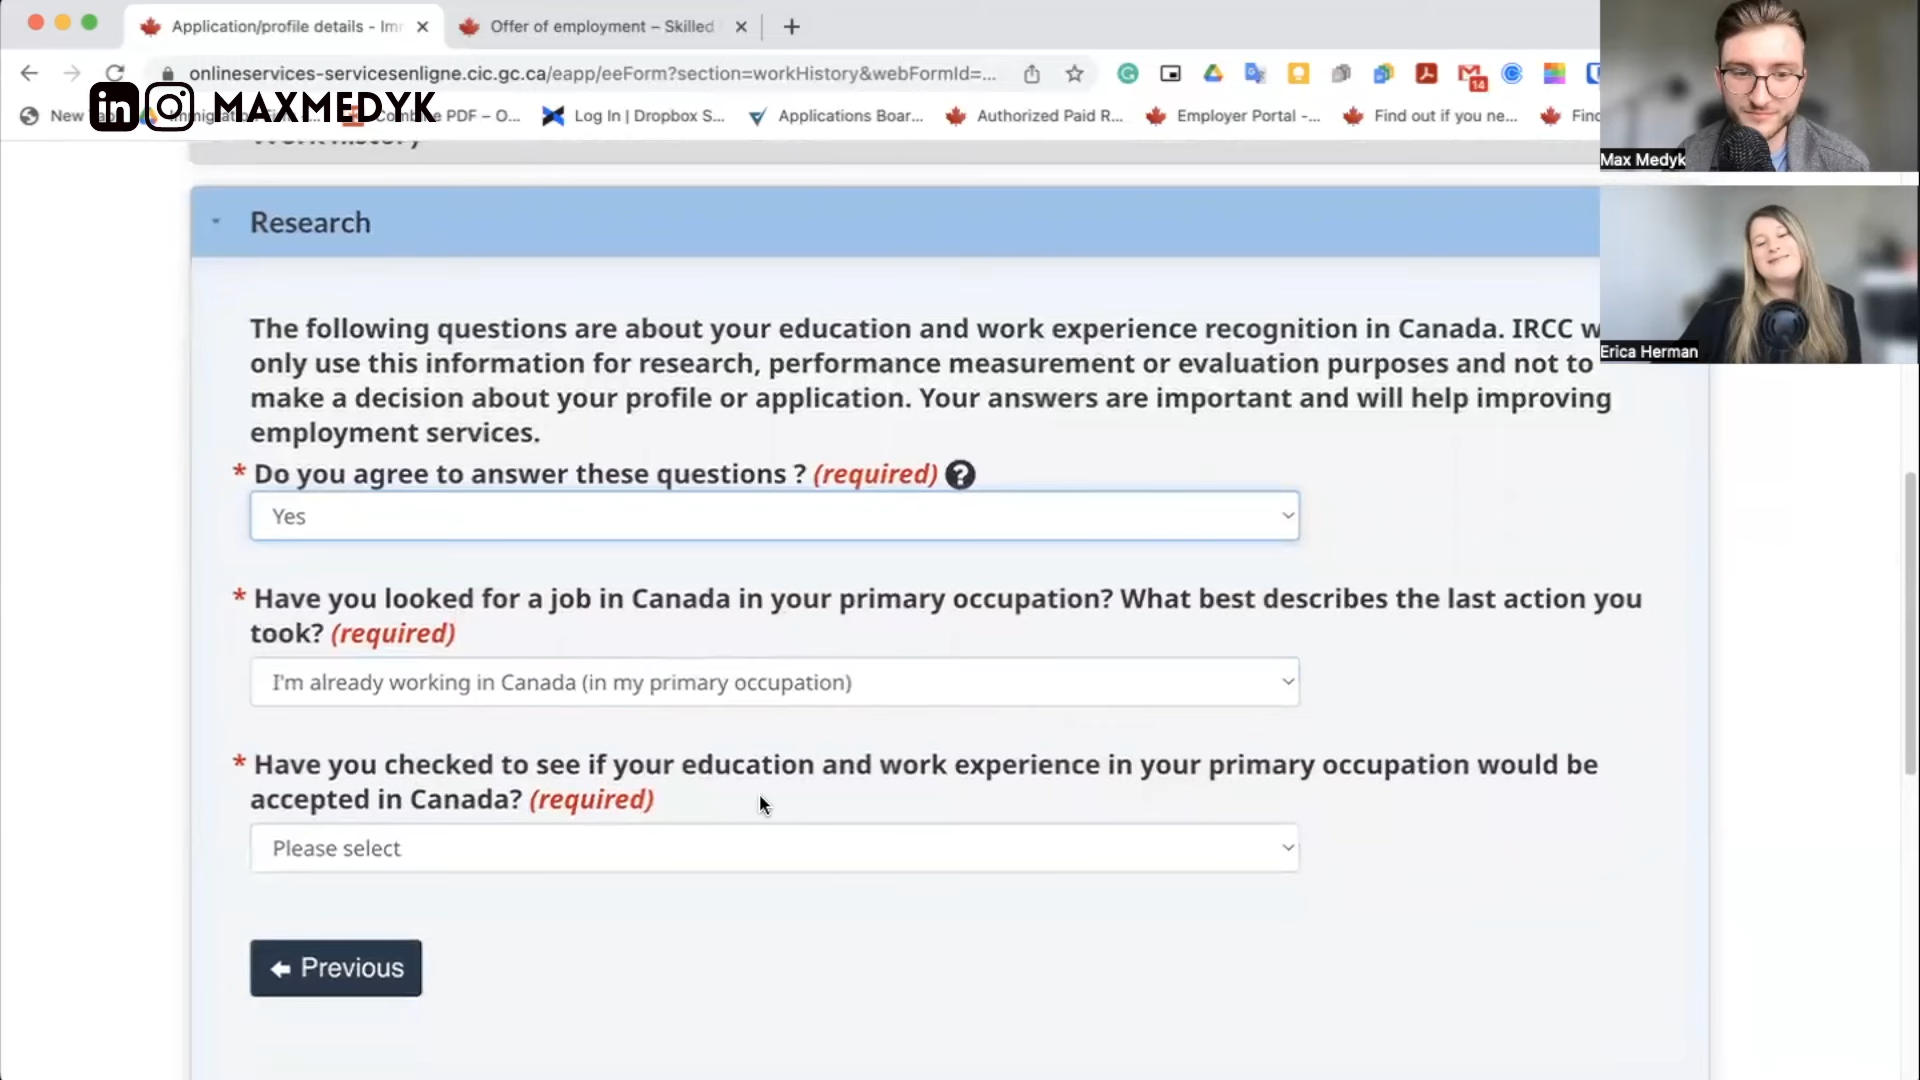 Application/profile details - Imr
Offer of employment – Skilled
onlineservices-servicesenligne.cic.gc.ca/eapp/eeForm?section=workHistory&webFormId=...
14
in MAXMEDYK
New
PDF – O...
Log In | Dropbox S...
Applications Boar...
Authorized Paid R...
Employer Portal -...
Find out if you ne...
Max Medyk
Erica Herman
Work History
Research
The following questions are about your education and work experience recognition in Canada. IRCC w
only use this information for research, performance measurement or evaluation purposes and not to
make a decision about your profile or application. Your answers are important and will help improving
employment services.
* Do you agree to answer these questions ? (required) ?
Yes
* Have you looked for a job in Canada in your primary occupation? What best describes the last action you
took? (required)
I'm already working in Canada (in my primary occupation)
* Have you checked to see if your education and work experience in your primary occupation would be
accepted in Canada? (required)
Please select
Previous